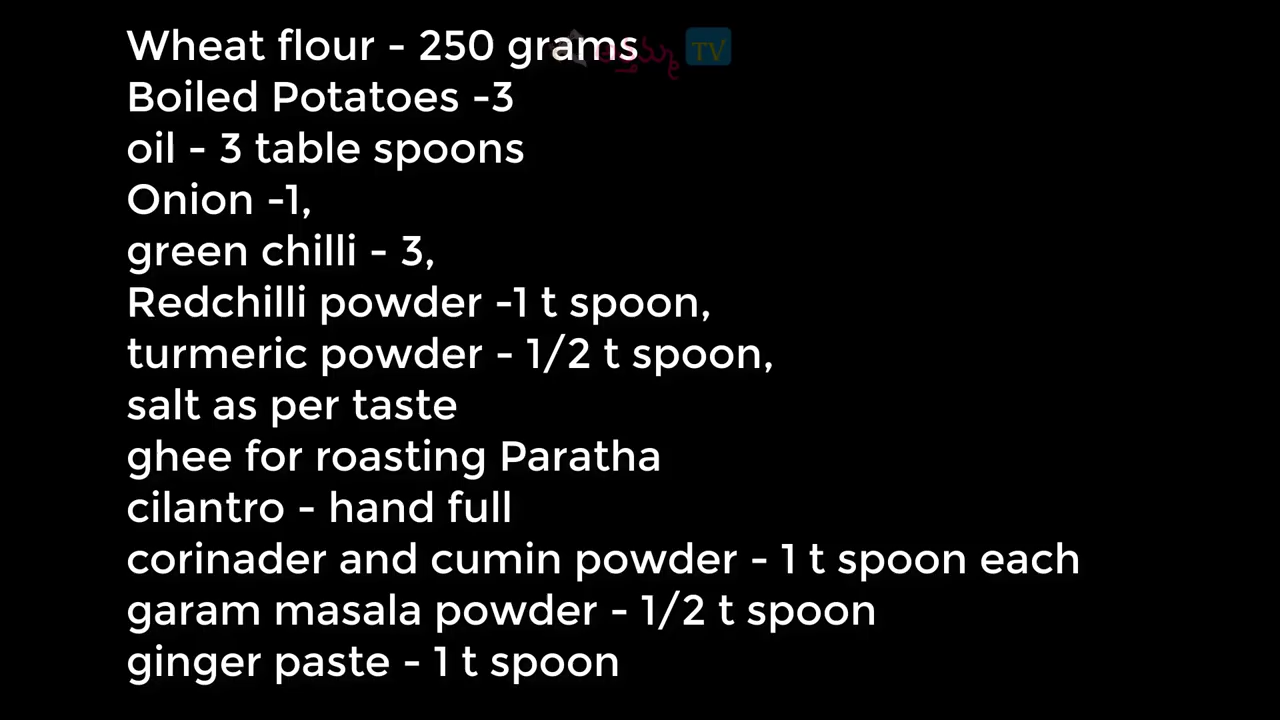 Wheat flour - 250 grams
TV
Boiled Potatoes -3
oil - 3 table spoons
Onion -1,
green chilli - 3,
Redchilli powder -1 t spoon,
turmeric powder - 1/2 t spoon,
salt as per taste
ghee for roasting Paratha
cilantro - hand full
corinader and cumin powder - 1 t spoon each
garam masala powder - 1/2 t spoon
ginger paste - 1 t spoon